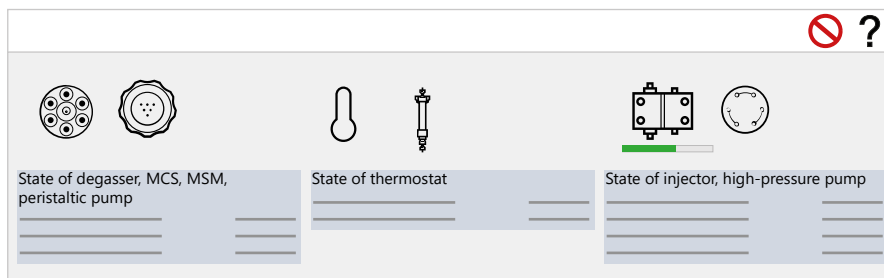 ?
State of degasser, MCS, MSM,
peristaltic pump
State of thermostat
State of injector, high-pressure pump